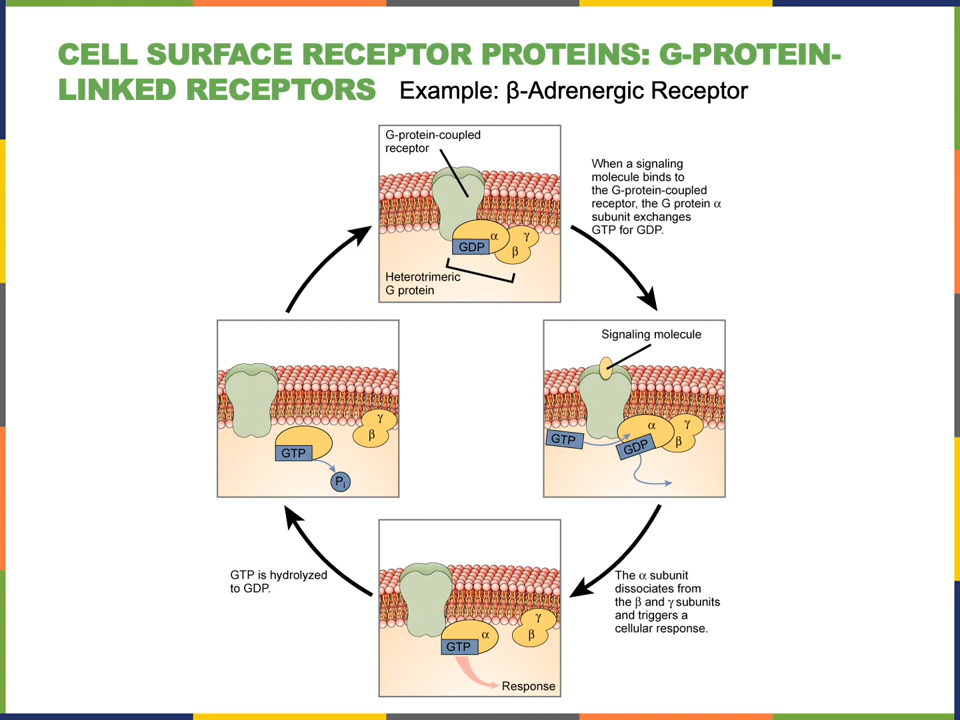 CELL SURFACE RECEPTOR PROTEINS: G-PROTEIN-
LINKED RECEPTORS Example: β-Adrenergic Receptor
G-protein-coupled
receptor
α
γ
GDP
β
Heterotrimeric
G protein
When a signaling
molecule binds to
the G-protein-coupled
receptor, the G protein α
subunit exchanges
GTP for GDP.
Signaling molecule
α
γ
GTP
GDP
β
The α subunit
dissociates from
the β and γ subunits
and triggers a
cellular response.
γ
α
β
GTP
Response
GTP is hydrolyzed
to GDP.
γ
β
GTP
Pi